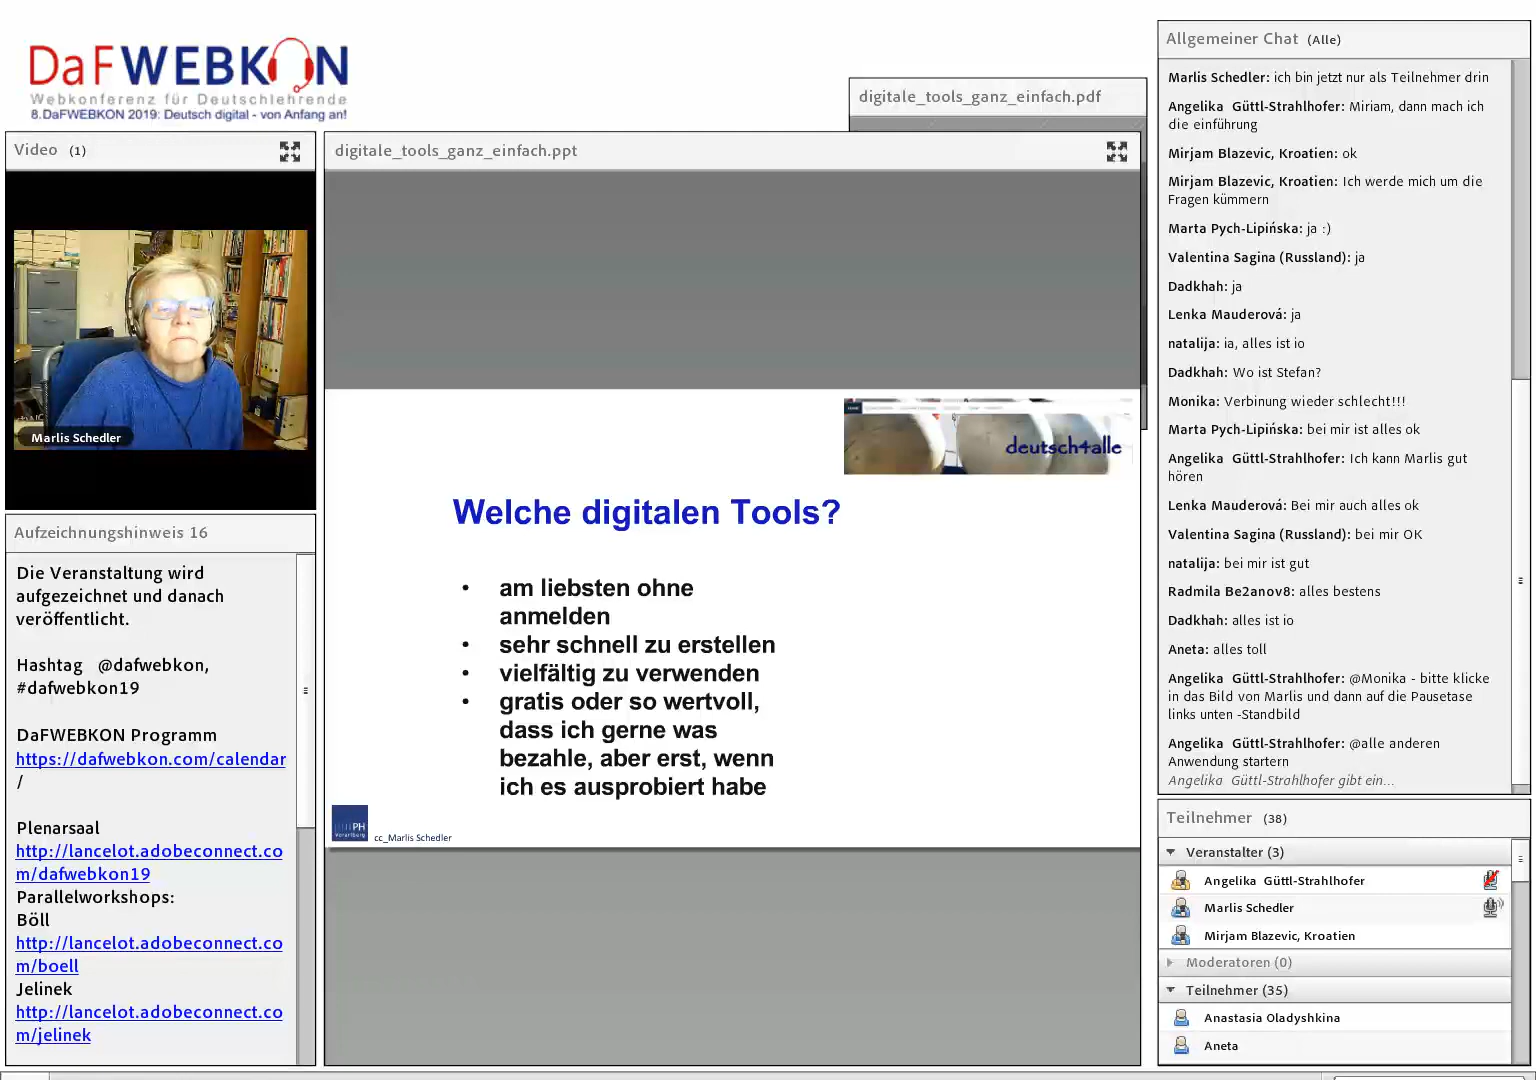 DaFWEBKON
Webkonferenz für Deutschlehrende
8.DaFWEBKON 2019: Deutsch digital - von Anfang an!
Video (1)
Marlis Schedler
Aufzeichnungshinweis 16
Die Veranstaltung wird
aufgezeichnet und danach
veröffentlicht.
Hashtag @dafwebkon,
#dafwebkon19
DaFWEBKON Programm
https://dafwebkon.com/calendar
/
Plenarsaal
http://lancelot.adobeconnect.co
m/dafwebkon19
Parallelworkshops:
Böll
http://lancelot.adobeconnect.co
m/boell
Jelinek
http://lancelot.adobeconnect.co
m/jelinek
digitale_tools_ganz_einfach.pdf
digitale_tools_ganz_einfach.ppt
deutsch4alle
Welche digitalen Tools?
• am liebsten ohne
anmelden
• sehr schnell zu erstellen
• vielfältig zu verwenden
• gratis oder so wertvoll,
dass ich gerne was
bezahle, aber erst, wenn
ich es ausprobiert habe
PH
Vorarlberg
cc_Marlis Schedler
Allgemeiner Chat (Alle)
Marlis Schedler: ich bin jetzt nur als Teilnehmer drin
Angelika Güttl-Strahlhofer: Miriam, dann mach ich
die einführung
Mirjam Blazevic, Kroatien: ok
Mirjam Blazevic, Kroatien: Ich werde mich um die
Fragen kümmern
Marta Pych-Lipińska: ja :)
Valentina Sagina (Russland): ja
Dadkhah: ja
Lenka Mauderová: ja
natalija: ia, alles ist io
Dadkhah: Wo ist Stefan?
Monika: Verbinung wieder schlecht!!!
Marta Pych-Lipińska: bei mir ist alles ok
Angelika Güttl-Strahlhofer: Ich kann Marlis gut
hören
Lenka Mauderová: Bei mir auch alles ok
Valentina Sagina (Russland): bei mir OK
natalija: bei mir ist gut
Radmila Be2anov8: alles bestens
Dadkhah: alles ist io
Aneta: alles toll
Angelika Güttl-Strahlhofer: @Monika - bitte klicke
in das Bild von Marlis und dann auf die Pausetase
links unten -Standbild
Angelika Güttl-Strahlhofer: @alle anderen
Anwendung starten
Angelika Güttl-Strahlhofer gibt ein...
Teilnehmer (38)
Veranstalter (3)
Angelika Güttl-Strahlhofer
Marlis Schedler
Mirjam Blazevic, Kroatien
Moderatoren (0)
Teilnehmer (35)
Anastasia Oladyshkina
Aneta